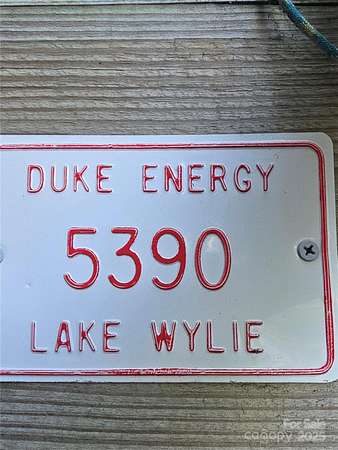 DUKE ENERGY
5390
LAKE WYLIE
For Sale
canopy 2025